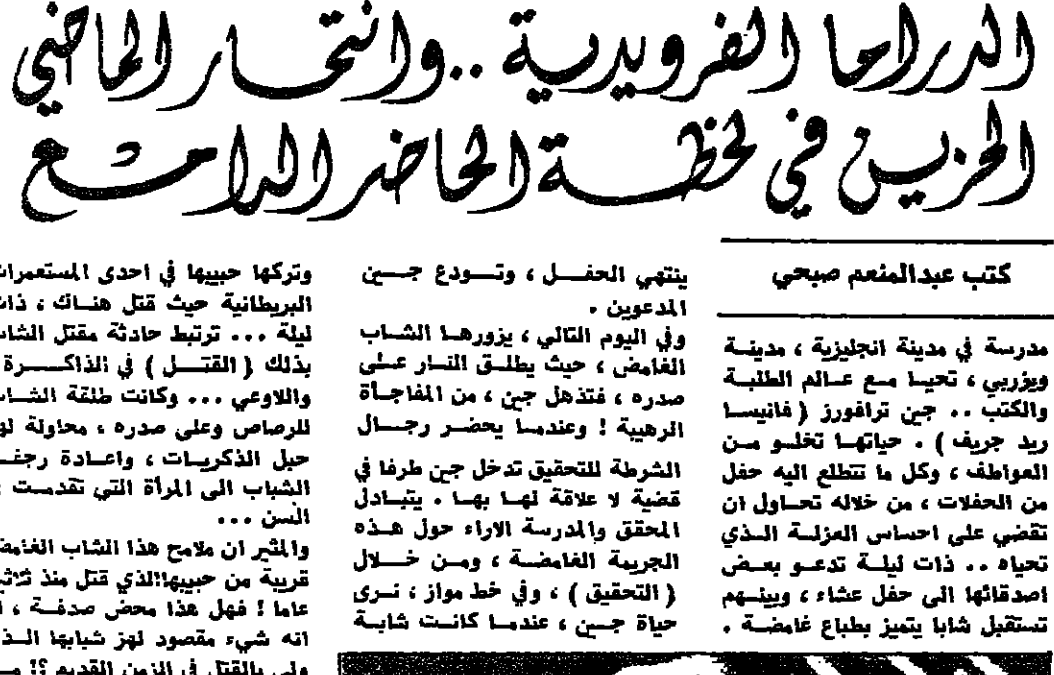 الدراما الفرويدية .. وانتحار الماضي
الحزين في لحظة الحاضر الدامع
كتب عبدالمنعم صبحي
مدرسة في مدينة انجليزية ، مدينة
ويزربي ، تحيا مع عالم الطلبة
والكتب .. جين ترافورز ( فانيسا
ريد جريف ) . حياتها تخلو من
العواطف ، وكل ما تتطلع اليه حفل
من الحفلات ، من خلاله تحاول ان
تقضي على احساس العزلة الذي
تحياه .. ذات ليلة تدعو بعض
اصدقائها الى حفل عشاء ، وبينهم
تستقبل شابا يتميز بطباع غامضة .
ينتهي الحفل ، وتودع جين
المدعوين .
وفي اليوم التالي ، يزورها الشاب
الغامض ، حيث يطلق النار على
صدره ، فتذهل جين ، من المفاجأة
الرهيبة ! وعندما يحضر رجال
الشرطة للتحقيق تدخل جين طرفا في
قضية لا علاقة لها بها . يتبادل
المحقق والمدرسة الاراء حول هذه
الجريمة الغامضة ، ومن خلال
( التحقيق ) ، وفي خط مواز ، نرى
حياة جين ، عندما كانت شابة
وتركها حبيبها في احدى المستعمرات
البريطانية حيث قتل هناك ، ذات
ليلة ... ترتبط حادثة مقتل الشاب
بذلك ( القتل ) في الذاكرة
واللاوعي ... وكانت طلقة الشاب
للرصاص وعلى صدره ، محاولة
حبل الذكريات ، واعادة
الشباب الى المرأة التي تقدمت
السن ...
والمثير ان ملامح هذا الشاب الغامض
قريبة من حبيبها الذي قتل منذ ثلاثين
عاما ! فهل هذا محض صدفة ،
انه شيء مقصود لهز شبابها
ولى بالقتل في الزمن القديم ؟!